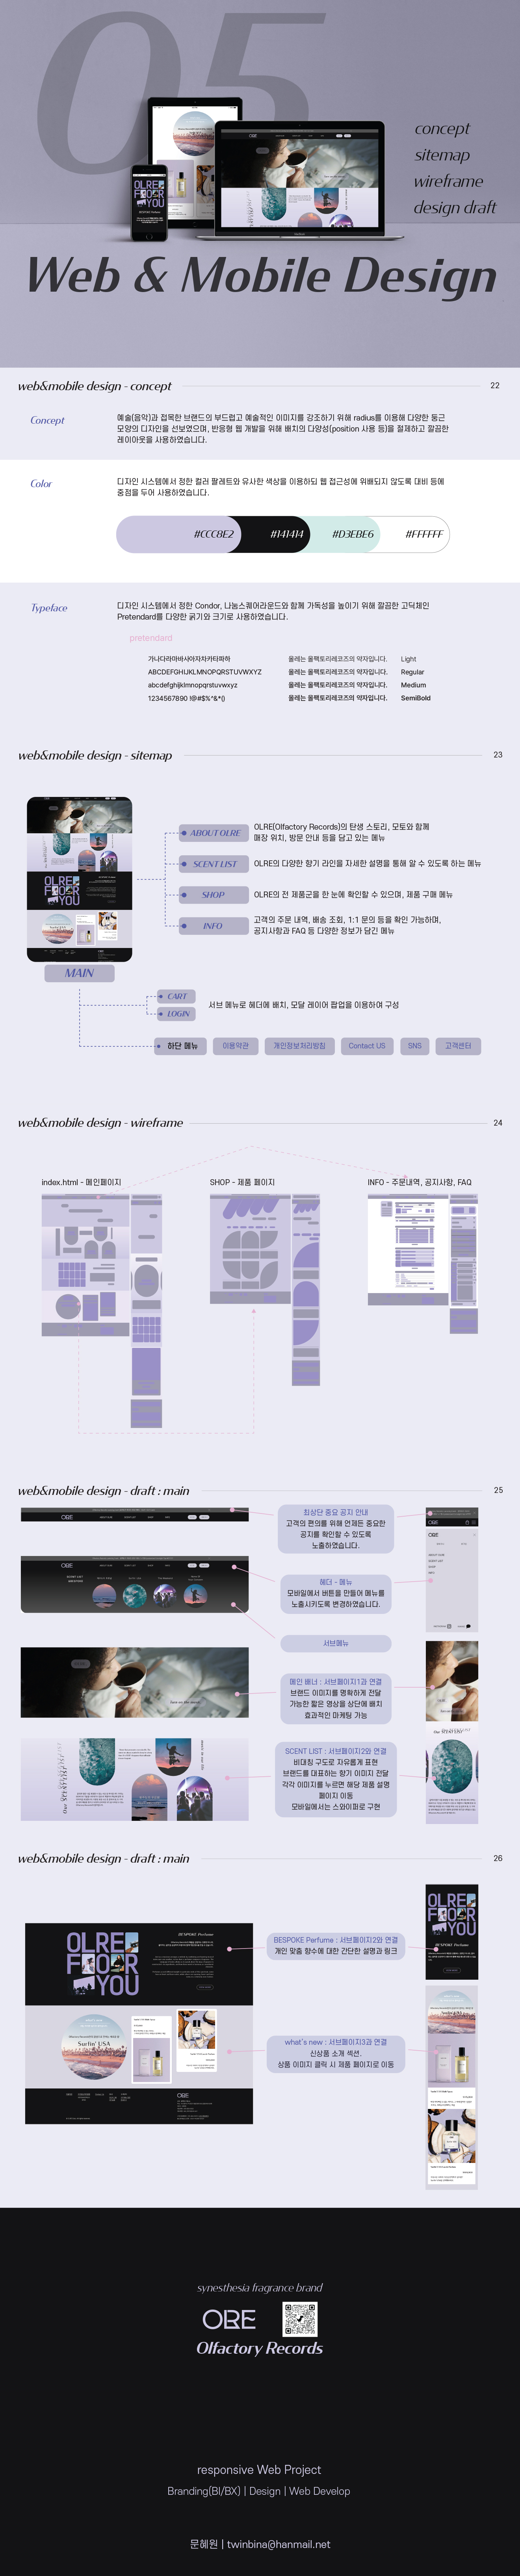 05
concept
sitemap
wireframe
design draft
OLRE
FOR
YOU
Web & Mobile Design
web&mobile design - concept
22
Concept
예술(음악)과 접목한 브랜드의 부드럽고 예술적인 이미지를 강조하기 위해 radius를 이용해 다양한 둥근
모양의 디자인을 선보였으며, 반응형 웹 개발을 위해 배치의 다양성(position 사용 등)을 절제하고 깔끔한
레이아웃을 사용하였습니다.
Color
디자인 시스템에서 정한 컬러 팔레트와 유사한 색상을 이용하되 웹 접근성에 위배되지 않도록 대비 등에
중점을 두어 사용하였습니다.
#CCC8E2
#141414
#D3EBE6
#FFFFFF
Typeface
디자인 시스템에서 정한 Condor, 나눔스퀘어라운드와 함께 가독성을 높이기 위해 깔끔한 고딕체인
Pretendard를 다양한 굵기와 크기로 사용하였습니다.
pretendard
가나다라마바사아자차카타파하 올레는 올팩토리레코즈의 약자입니다. Light
ABCDEFGHIJKLMNOPQRSTUVWXYZ 올레는 올팩토리레코즈의 약자입니다. Regular
abcdefghijklmnopqrstuvwxyz 올레는 올팩토리레코즈의 약자입니다. Medium
1234567890 !@#$%^&*() 올레는 올팩토리레코즈의 약자입니다. SemiBold
web&mobile design - sitemap
23
ABOUT OLRE
OLRE(Olfactory Records)의 탄생 스토리, 모토와 함께
매장 위치, 방문 안내 등을 담고 있는 메뉴
SCENT LIST
OLRE의 다양한 향기 라인을 자세한 설명을 통해 알 수 있도록 하는 메뉴
SHOP
OLRE의 전 제품군을 한 눈에 확인할 수 있으며, 제품 구매 메뉴
INFO
고객의 주문 내역, 배송 조회, 1:1 문의 등을 확인 가능하며,
공지사항과 FAQ 등 다양한 정보가 담긴 메뉴
MAIN
CART
LOGIN
서브 메뉴로 헤더에 배치, 모달 레이어 팝업을 이용하여 구성
하단 메뉴
이용약관
개인정보처리방침
Contact US
SNS
고객센터
web&mobile design - wireframe
24
index.html - 메인페이지
SHOP - 제품 페이지
INFO - 주문내역, 공지사항, FAQ
web&mobile design - draft : main
25
최상단 중요 공지 안내
고객의 편의를 위해 언제든 중요한
공지를 확인할 수 있도록
노출하였습니다.
헤더 - 메뉴
모바일에서 버튼을 만들어 메뉴를
노출시키도록 변경하였습니다.
서브메뉴
메인 배너 : 서브페이지1과 연결
브랜드 이미지를 명확하게 전달
가능한 짧은 영상을 상단에 배치
효과적인 마케팅 가능
SCENT LIST : 서브페이지2와 연결
비대칭 구도로 자유롭게 표현
브랜드를 대표하는 향기 이미지 전달
각각 이미지를 누르면 해당 제품 설명
페이지 이동
모바일에서는 스와이퍼로 구현
Our SCENT LIST
web&mobile design - draft : main
26
OLRE
FOR
YOU
BESPOKE Perfume
Surfin' USA
BESPOKE Perfume : 서브페이지2와 연결
개인 맞춤 향수에 대한 간단한 설명과 링크
what's new : 서브페이지3과 연결
신상품 소개 섹션.
상품 이미지 클릭 시 제품 페이지로 이동
synesthesia fragrance brand
OLRE
Olfactory Records
responsive Web Project
Branding(BI/BX) | Design | Web Develop
문혜원 | twinbina@hanmail.net